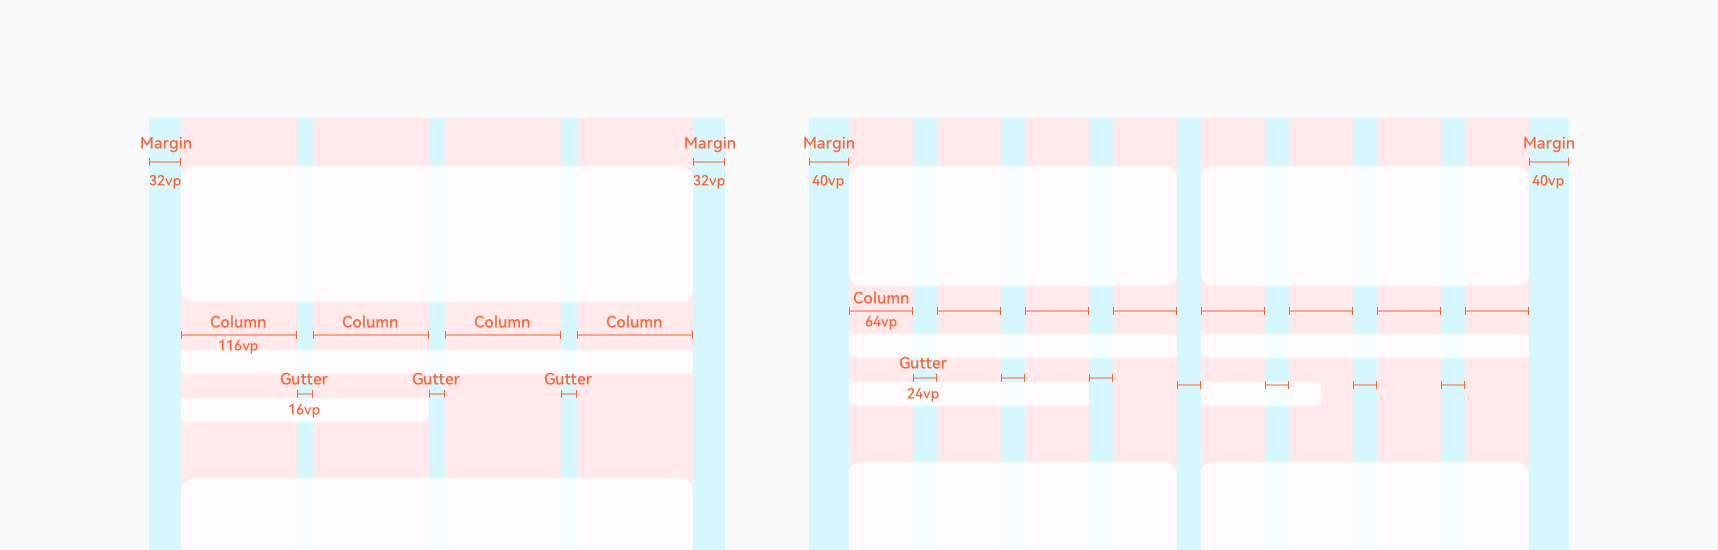 Margin
Margin
32vp
32vp
Column
Column
Column
Column
116vp
Gutter
Gutter
Gutter
16vp
Margin
Margin
40vp
40vp
Column
64vp
Gutter
24vp